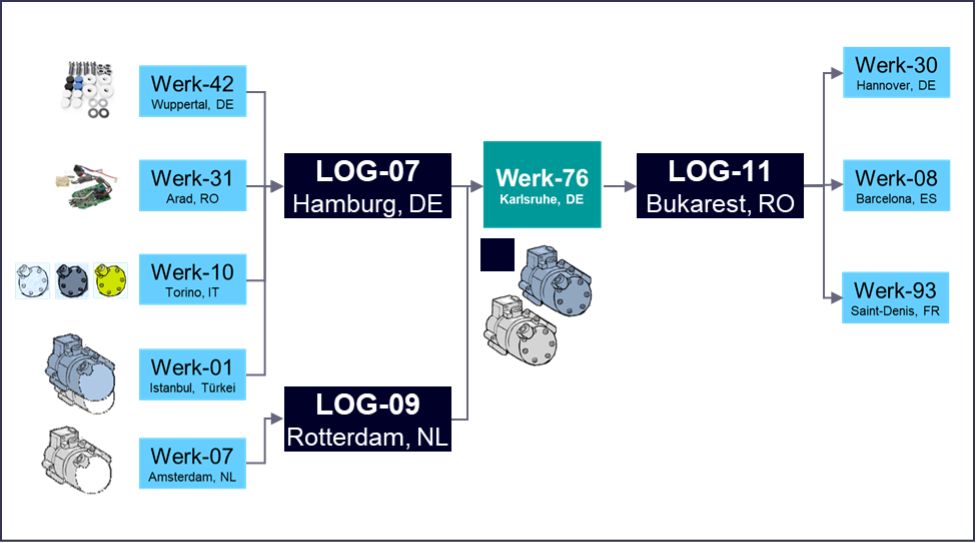 Werk-42
Wuppertal, DE
Werk-31
Arad, RO
Werk-10
Torino, IT
Werk-01
Istanbul, Türkei
Werk-07
Amsterdam, NL
LOG-07
Hamburg, DE
LOG-09
Rotterdam, NL
Werk-76
Karlsruhe, DE
LOG-11
Bukarest, RO
Werk-30
Hannover, DE
Werk-08
Barcelona, ES
Werk-93
Saint-Denis, FR